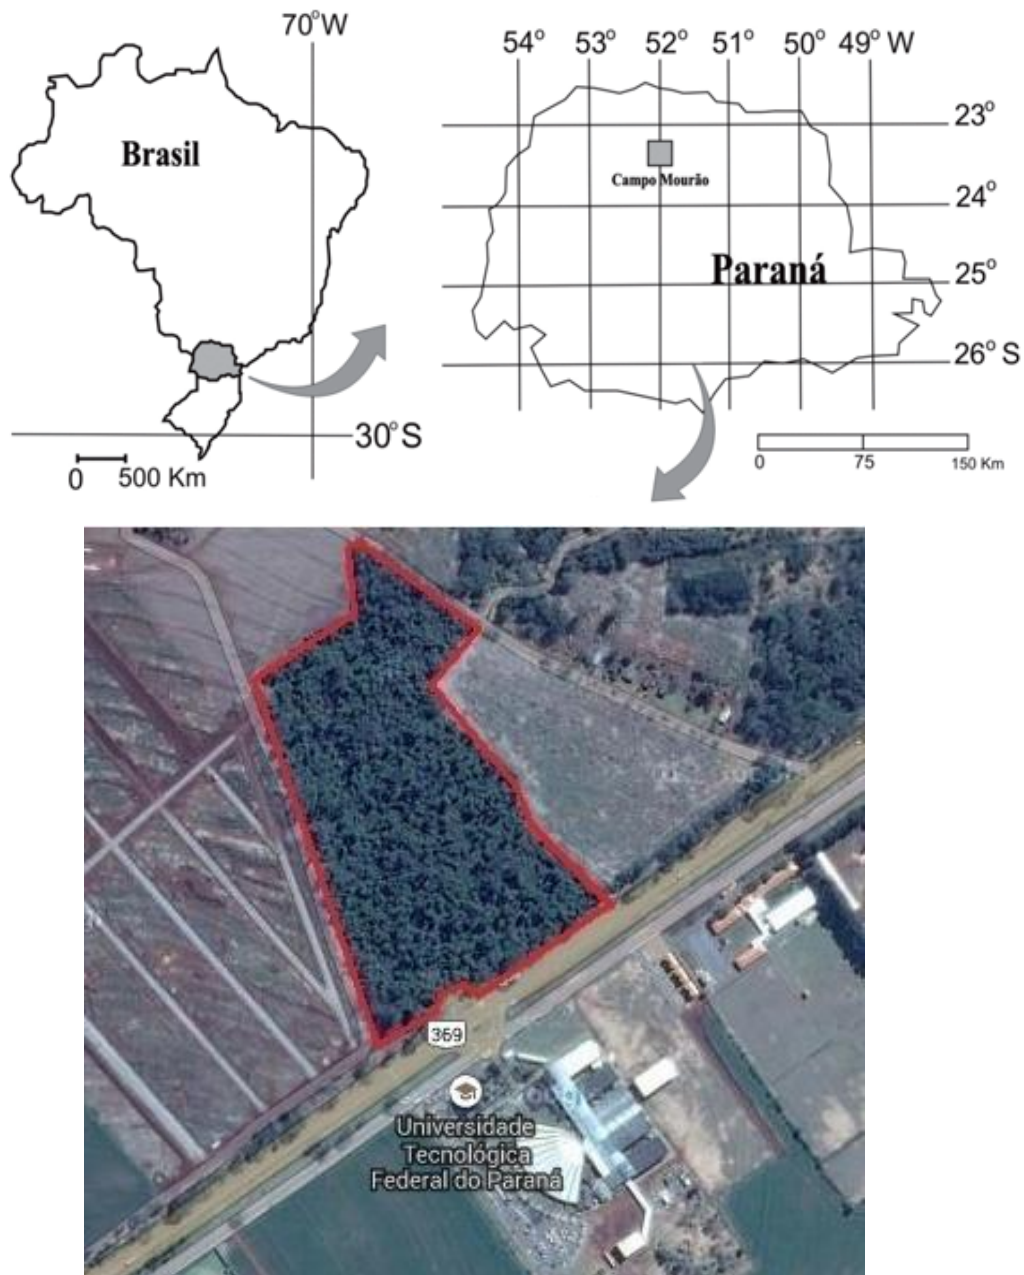 70°W
Brasil
30°S
0 500 Km
54° 53° 52° 51° 50° 49° W
23°
Campo Mourão
24°
Paraná
25°
26° S
0 75 150 Km
369
Universidade
Tecnológica
Federal do Paraná